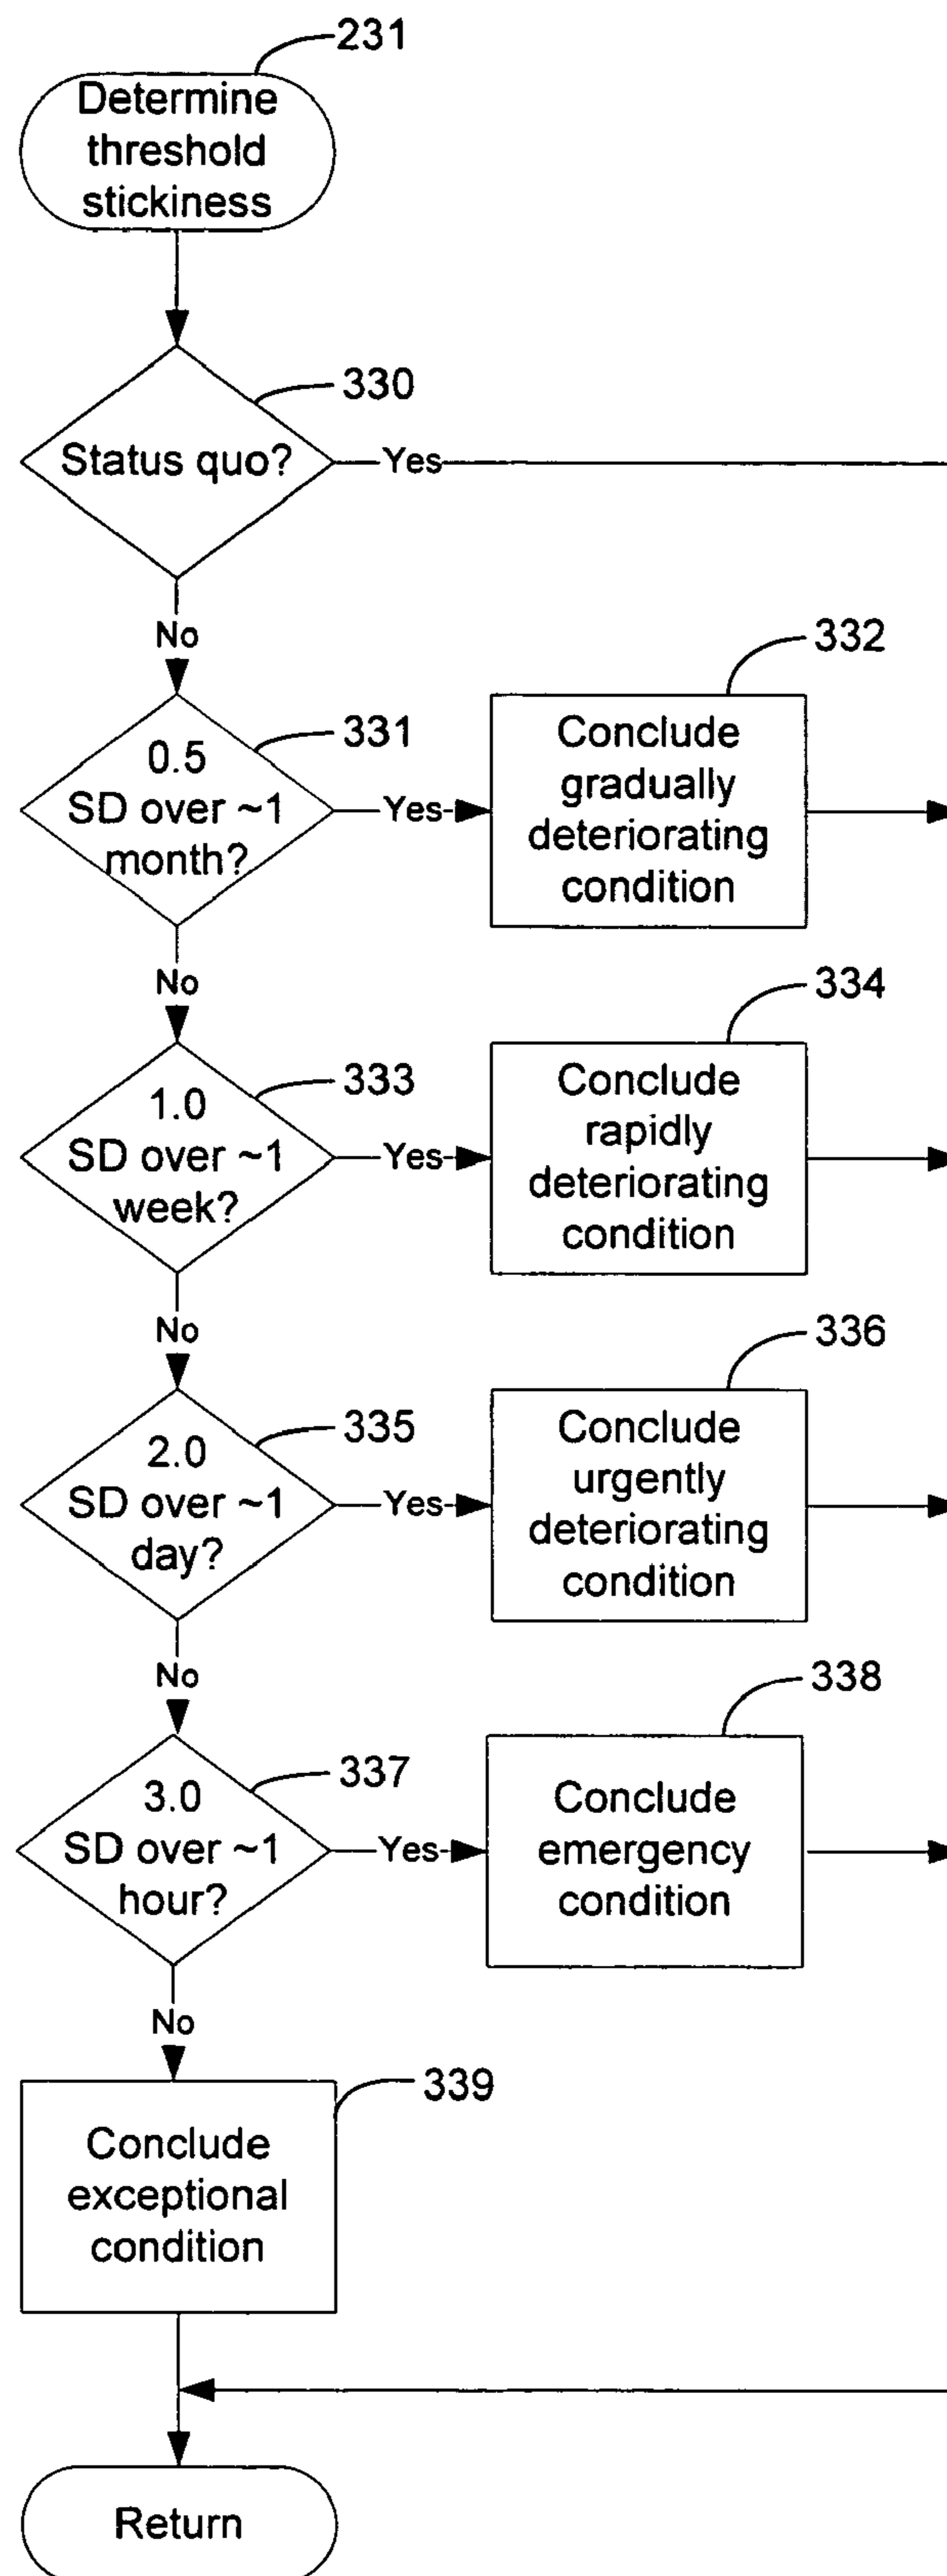 231
Determine
threshold
stickiness
330
Status quo?
Yes
No
332
331
0.5
SD over ~1
month?
Yes
Conclude
gradually
deteriorating
condition
No
334
333
1.0
SD over ~1
week?
Yes
Conclude
rapidly
deteriorating
condition
No
336
335
2.0
SD over ~1
day?
Yes
Conclude
urgently
deteriorating
condition
No
338
337
3.0
SD over ~1
hour?
Yes
Conclude
emergency
condition
No
339
Conclude
exceptional
condition
Return